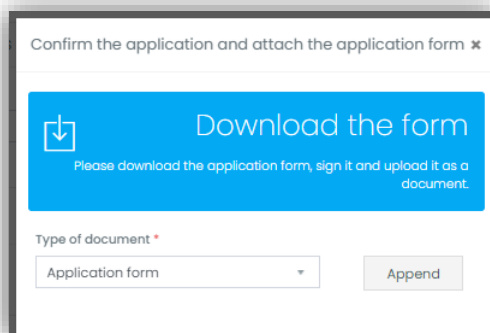 Confirm the application and attach the application form ×
Download the form
Please download the application form, sign it and upload it as a
document.
Type of document *
Application form
Append